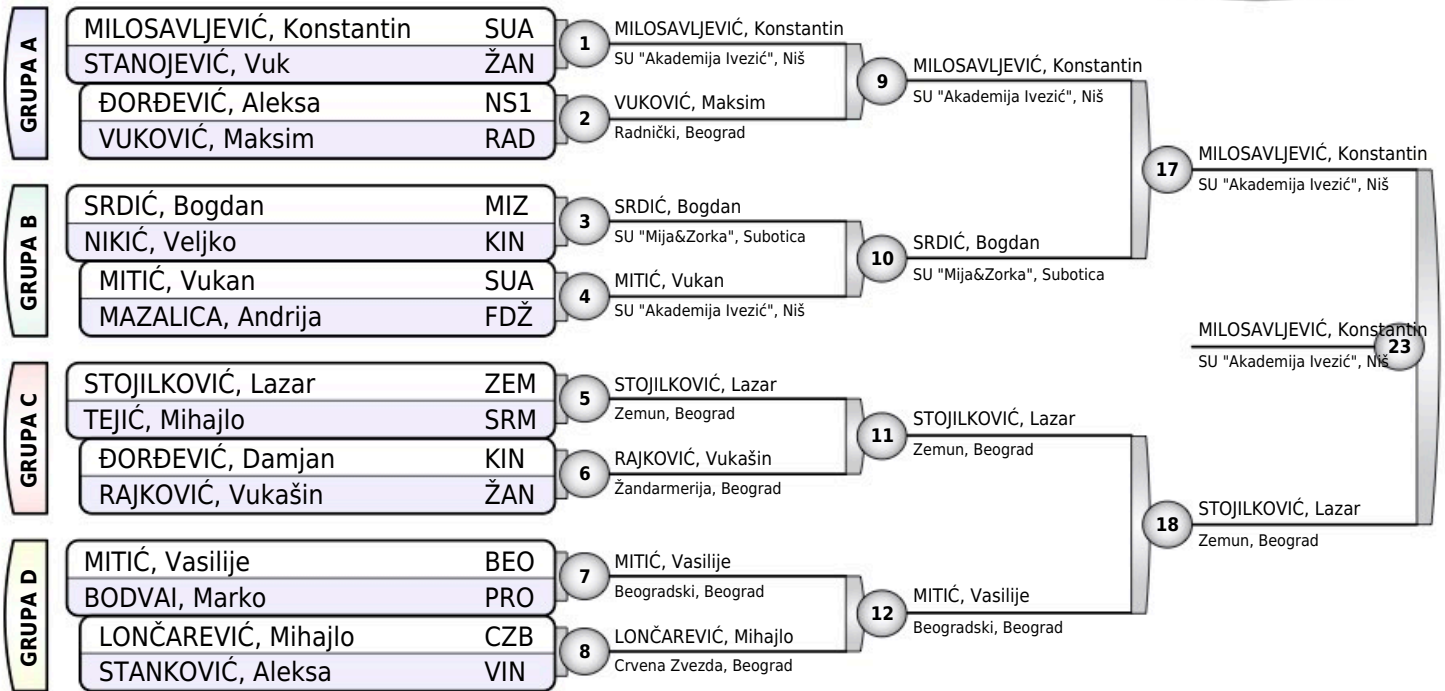 GRUPA A
MILOSAVLJEVIĆ, Konstantin SUA
STANOJEVIĆ, Vuk ŽAN
ĐORĐEVIĆ, Aleksa NS1
VUKOVIĆ, Maksim RAD
GRUPA B
SRDIĆ, Bogdan MIZ
NIKIĆ, Veljko KIN
MITIĆ, Vukan SUA
MAZALICA, Andrija FDŽ
GRUPA C
STOJILKOVIĆ, Lazar ZEM
TEJIĆ, Mihajlo SRM
ĐORĐEVIĆ, Damjan KIN
RAJKOVIĆ, Vukašin ŽAN
GRUPA D
MITIĆ, Vasilije BEO
BODVAI, Marko PRO
LONČAREVIĆ, Mihajlo CZB
STANKOVIĆ, Aleksa VIN
1
MILOSAVLJEVIĆ, Konstantin
SU "Akademija Ivezić", Niš
2
VUKOVIĆ, Maksim
Radnički, Beograd
3
SRDIĆ, Bogdan
SU "Mija&Zorka", Subotica
4
MITIĆ, Vukan
SU "Akademija Ivezić", Niš
5
STOJILKOVIĆ, Lazar
Zemun, Beograd
6
RAJKOVIĆ, Vukašin
Žandarmerija, Beograd
7
MITIĆ, Vasilije
Beogradski, Beograd
8
LONČAREVIĆ, Mihajlo
Crvena Zvezda, Beograd
9
MILOSAVLJEVIĆ, Konstantin
SU "Akademija Ivezić", Niš
10
SRDIĆ, Bogdan
SU "Mija&Zorka", Subotica
11
STOJILKOVIĆ, Lazar
Zemun, Beograd
12
MITIĆ, Vasilije
Beogradski, Beograd
17
MILOSAVLJEVIĆ, Konstantin
SU "Akademija Ivezić", Niš
18
STOJILKOVIĆ, Lazar
Zemun, Beograd
MILOSAVLJEVIĆ, Konstantin
23
SU "Akademija Ivezić", Niš